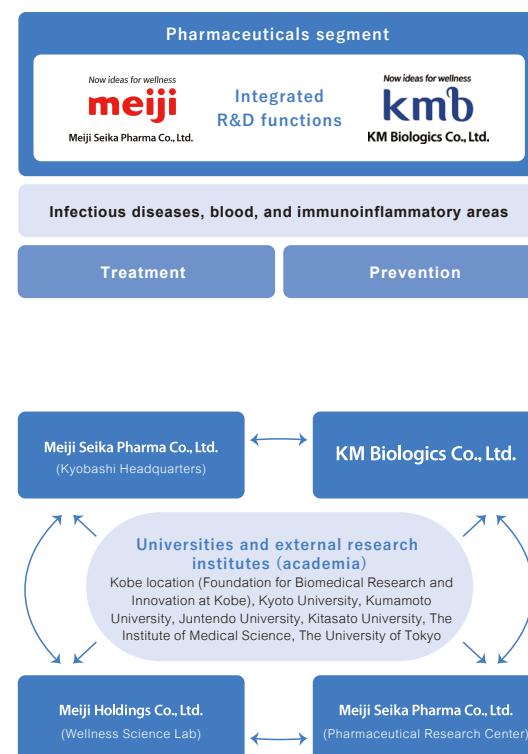 Pharmaceuticals segment
Now ideas for wellness
meiji
Meiji Seika Pharma Co., Ltd.
Integrated
R&D functions
Now ideas for wellness
kmb
KM Biologics Co., Ltd.
Infectious diseases, blood, and immunoinflammatory areas
Treatment
Prevention
Meiji Seika Pharma Co., Ltd.
(Kyobashi Headquarters)
KM Biologics Co., Ltd.
Universities and external research
institutes (academia)
Kobe location (Foundation for Biomedical Research and
Innovation at Kobe), Kyoto University, Kumamoto
University, Juntendo University, Kitasato University, The
Institute of Medical Science, The University of Tokyo
Meiji Holdings Co., Ltd.
(Wellness Science Lab)
Meiji Seika Pharma Co., Ltd.
(Pharmaceutical Research Center)